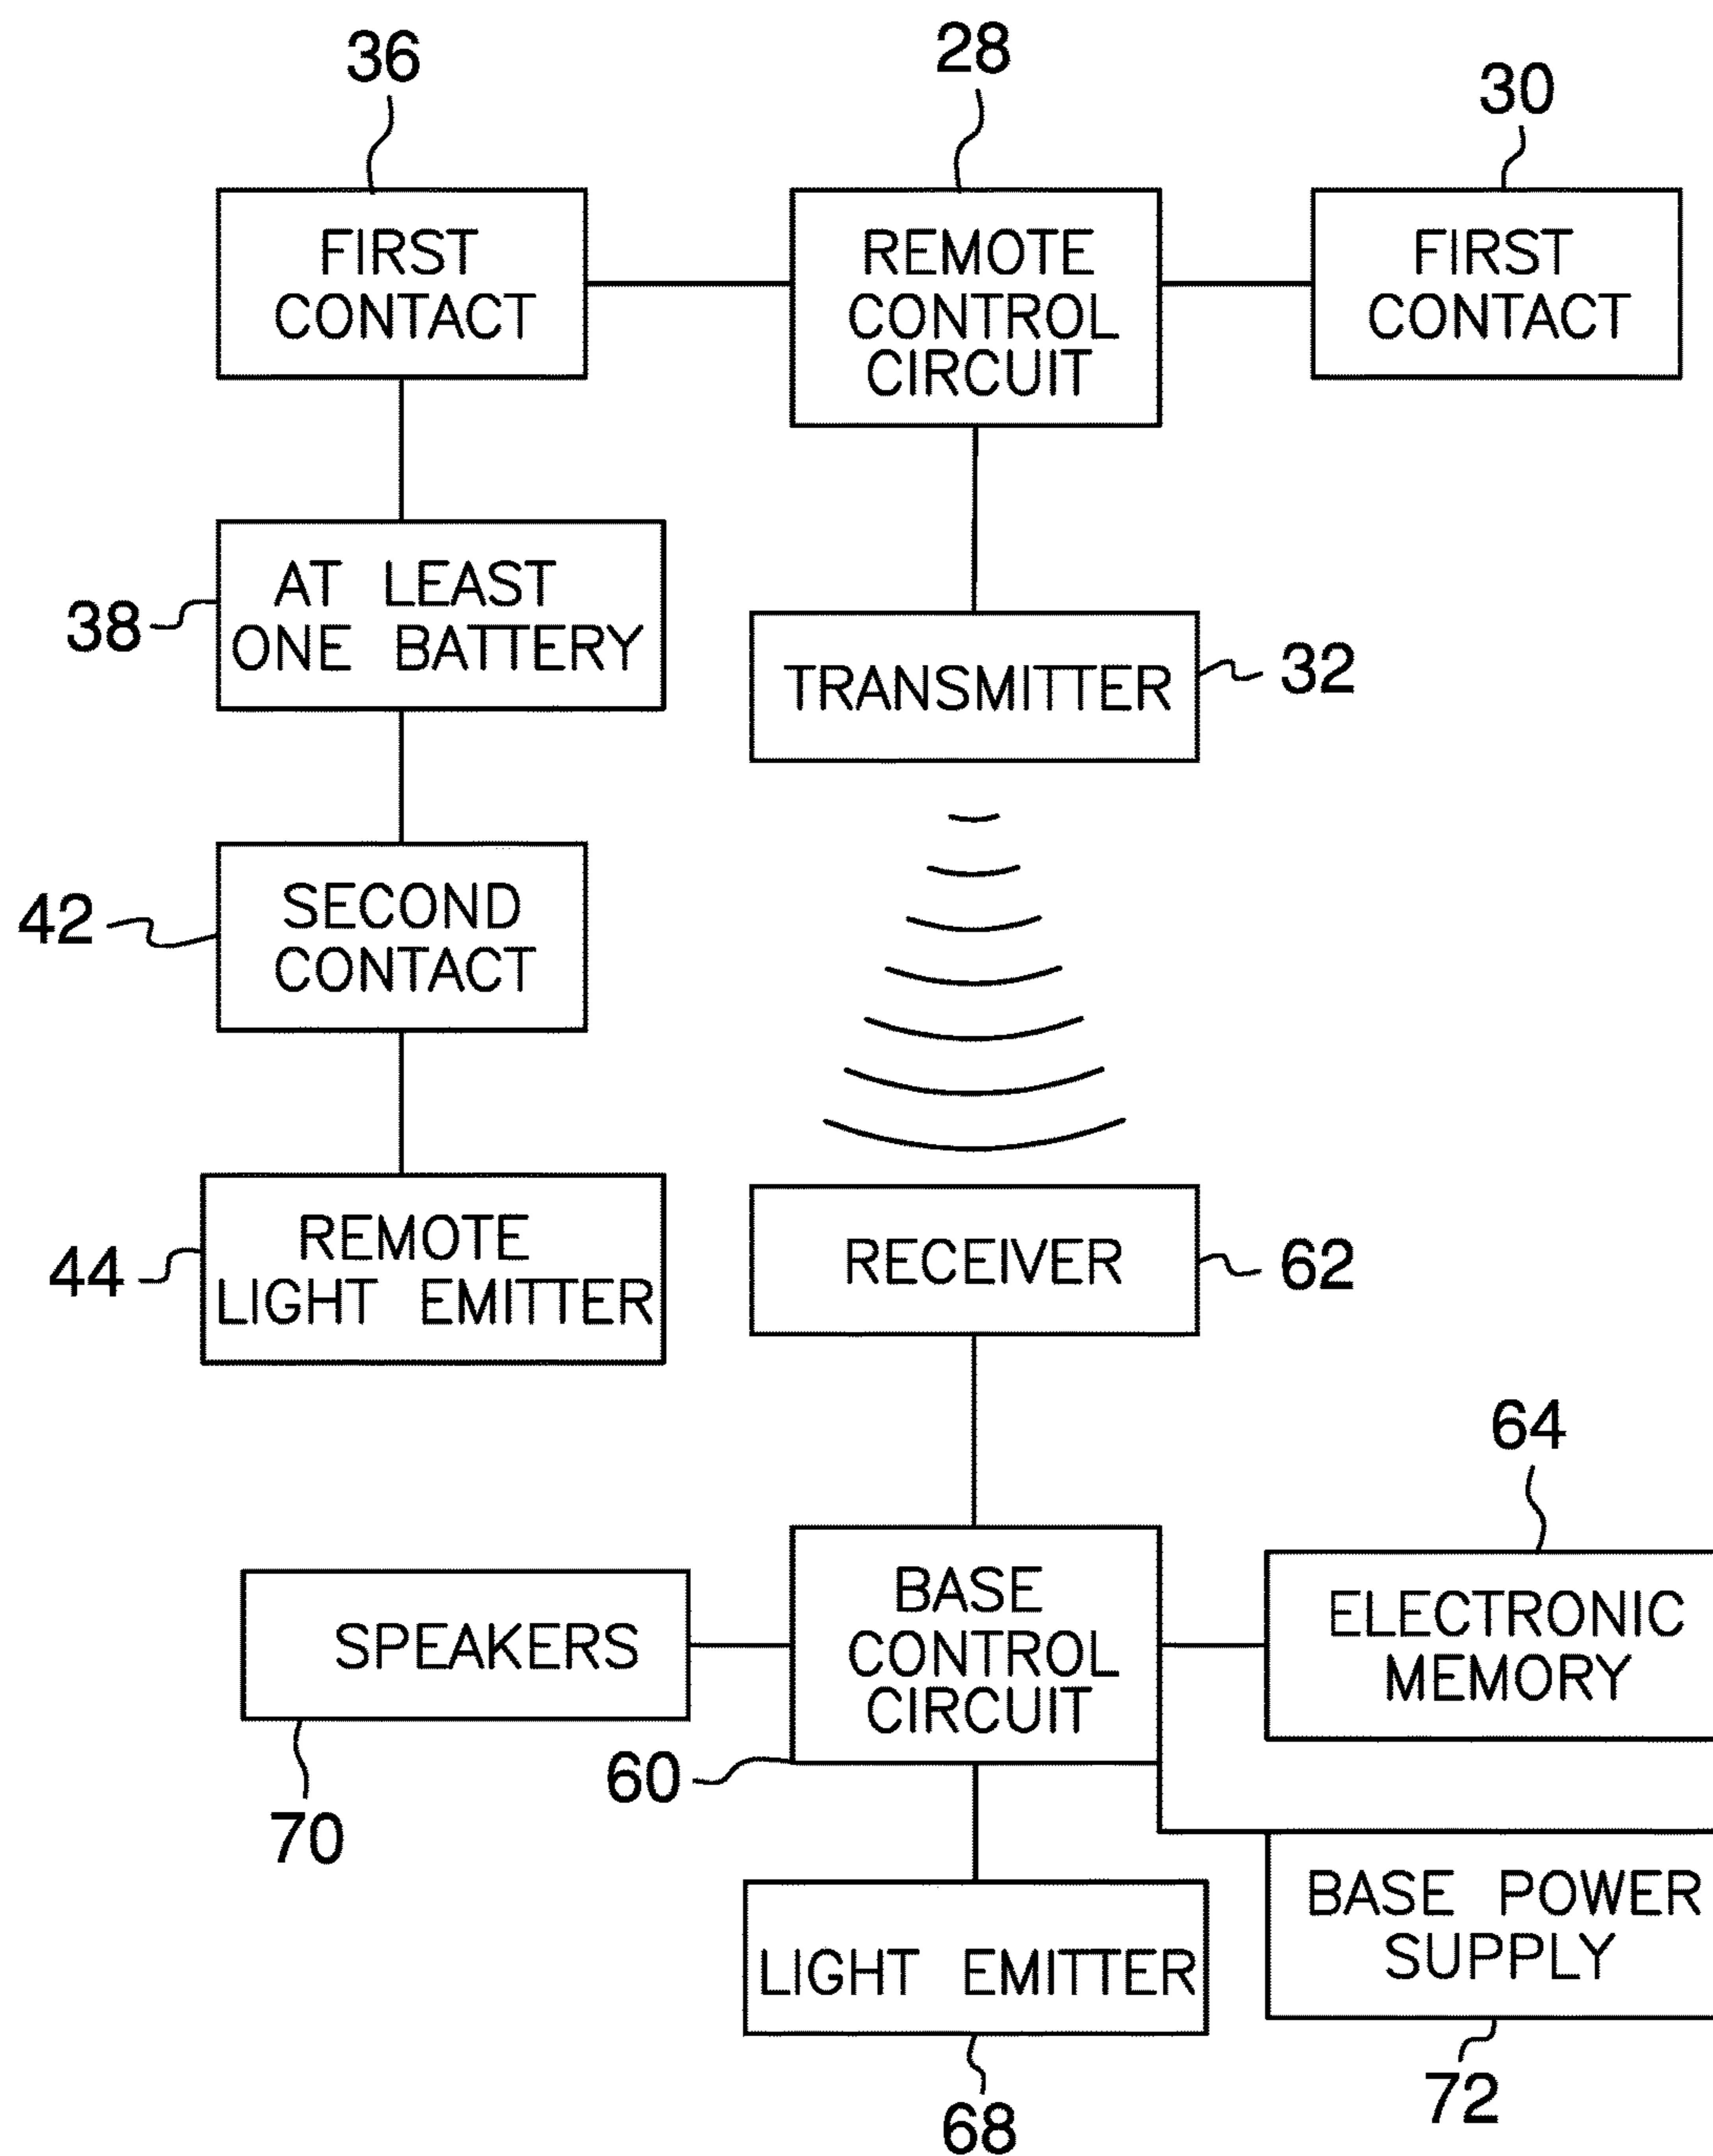 36
28
30
FIRST
CONTACT
REMOTE
CONTROL
CIRCUIT
FIRST
CONTACT
38
AT LEAST
ONE BATTERY
TRANSMITTER
32
42
SECOND
CONTACT
44
REMOTE
LIGHT EMITTER
RECEIVER
62
64
SPEAKERS
70
BASE
CONTROL
CIRCUIT
60
ELECTRONIC
MEMORY
LIGHT EMITTER
68
BASE POWER
SUPPLY
72